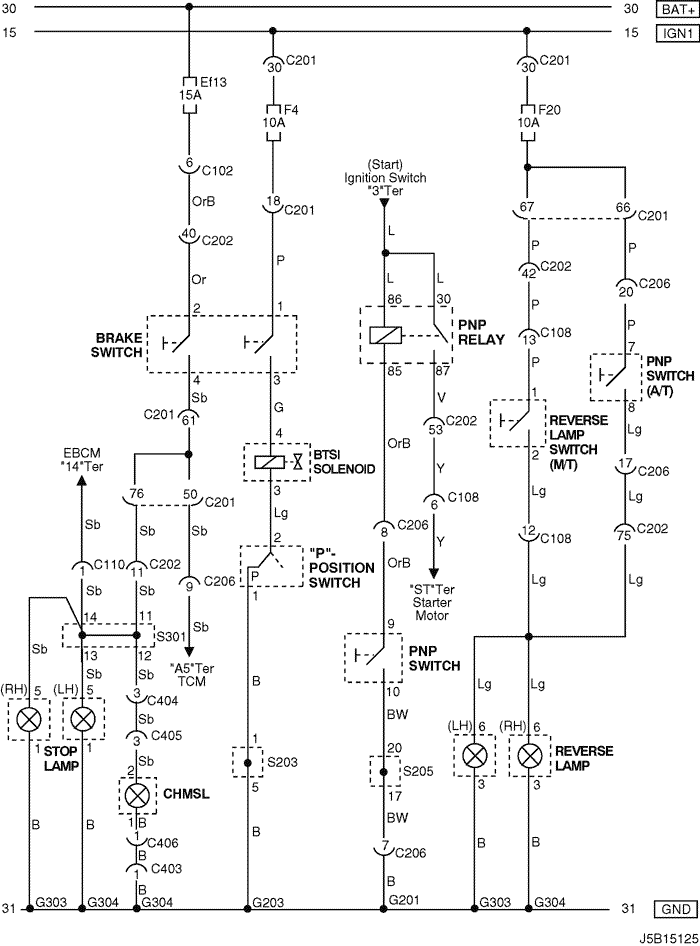 30 30 BAT+
15 15 IGN1
C201 C201 C201
30 30 30
Ef13
15A
F4
10A
F20
10A
(Start)
Ignition Switch
"3"Ter
6 C102
OrB
18 C201
67 66 C201
40 C202
L
P P P
42 C202
C206
20
Or P L L P P
2 1 86 30
BRAKE
SWITCH
PNP
RELAY
13 C108
7
PNP
SWITCH
(A/T)
4 3 85 87 P
Sb V 1 8
C201 61 G
53 C202
REVERSE
LAMP
SWITCH
(M/T)
Lg
EBCM
"14"Ter
4
BTSI
SOLENOID
OrB Y 2
17 C206
76 50 C201
3 Lg
6 C108
Sb Sb Sb Lg
8 C206
12 C108
75 C202
2
"P"-
POSITION
SWITCH
P
1
Y
C110 C202
1 11
9 C206
OrB Lg Lg
"ST"Ter
Starter
Motor
Sb Sb Sb
14 11
S301
13 12
9
"A5"Ter
TCM
Sb Sb Sb
PNP
SWITCH
10
(RH) 5 (LH) 5
3 C404
B Lg Lg
1 1
STOP
LAMP
Sb
3 C405
Sb
BW
(LH) 6 (RH) 6
REVERSE
LAMP
1 S203 5
20 S205 17
3 3
2
CHMSL
1 B
BW
B B
1 C406
B
B
7 C206
B B
C403
1
B B
31 G303 G304 G304 G203 G201 G303 G304 31 GND
J5B15125